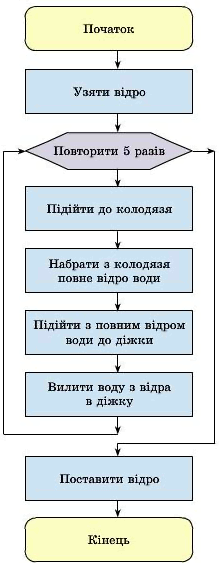 Початок
Узяти відро
Повторити 5 разів
Підійти до колодязя
Набрати з колодязя
повне відро води
Підійти з повним відром
води до діжки
Вилити воду з відра
в діжку
Поставити відро
Кінець